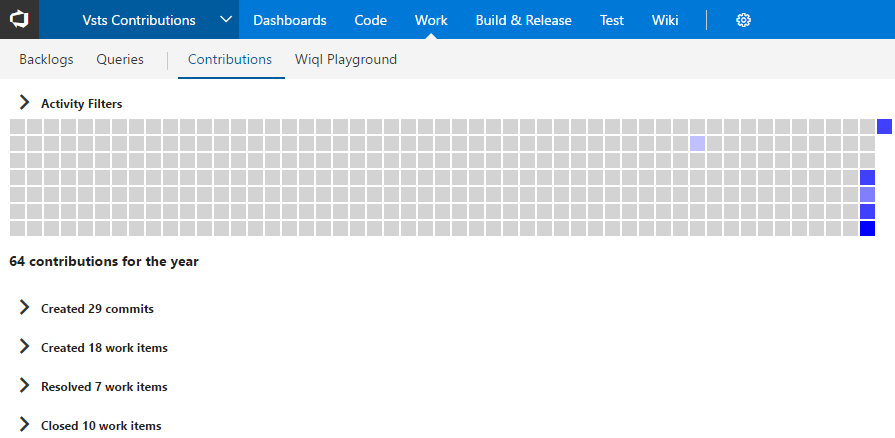 Vsts Contributions Dashboards Code Work Build & Release Test Wiki
Backlogs Queries Contributions Wiql Playground
Activity Filters
64 contributions for the year
Created 29 commits
Created 18 work items
Resolved 7 work items
Closed 10 work items